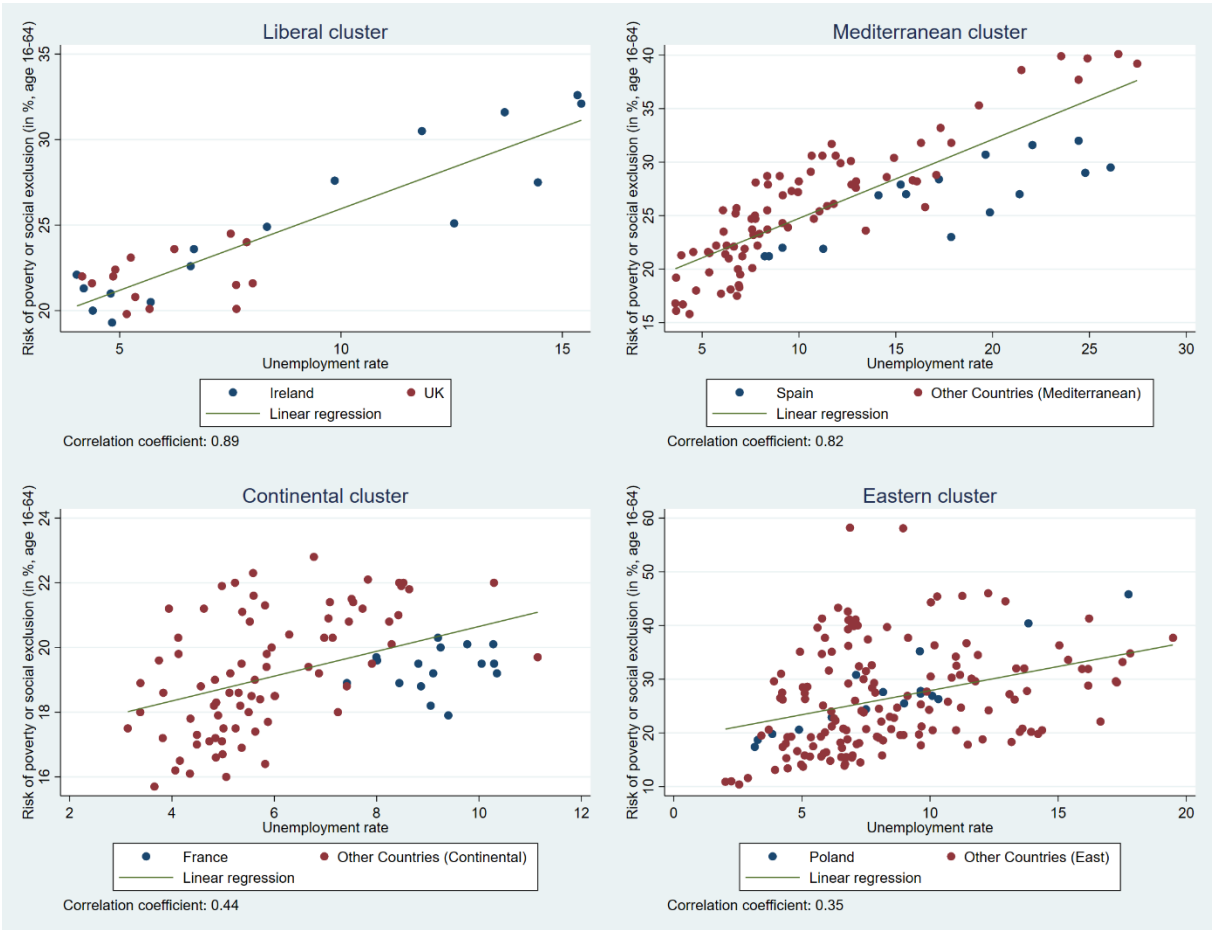 Liberal cluster
Risk of poverty or social exclusion (in %, age 16-64)
35
30
25
20
5
10
15
Unemployment rate
Ireland
UK
Linear regression
Correlation coefficient: 0.89
Mediterranean cluster
Risk of poverty or social exclusion (in %, age 16-64)
40
35
30
25
20
15
5
10
15
20
25
30
Unemployment rate
Spain
Other Countries (Mediterranean)
Linear regression
Correlation coefficient: 0.82
Continental cluster
Risk of poverty or social exclusion (in %, age 16-64)
24
22
20
18
16
2
4
6
8
10
12
Unemployment rate
France
Other Countries (Continental)
Linear regression
Correlation coefficient: 0.44
Eastern cluster
Risk of poverty or social exclusion (in %, age 16-64)
60
50
40
30
20
10
0
5
10
15
20
Unemployment rate
Poland
Other Countries (East)
Linear regression
Correlation coefficient: 0.35